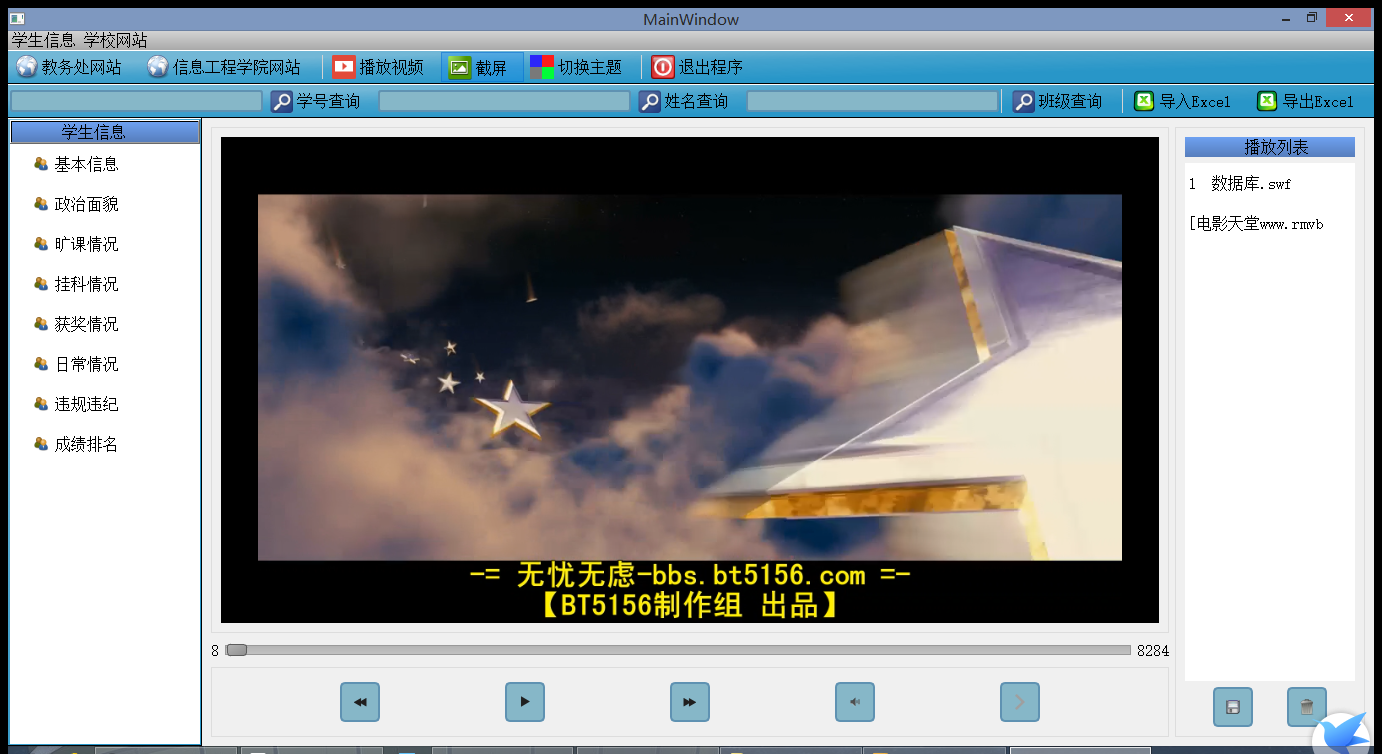 MainWindow
学生信息 学校网站
教务处网站 信息工程学院网站 播放视频 截屏 切换主题 退出程序
学号查询 姓名查询 班级查询 导入Excel 导出Excel
学生信息
基本信息
政治面貌
旷课情况
挂科情况
获奖情况
日常情况
违规违纪
成绩排名
-= 无忧无虑-bbs.bt5156.com =-
【BT5156制作组 出品】
8 8284
播放列表
1 数据库.swf
[电影天堂www.rmvb